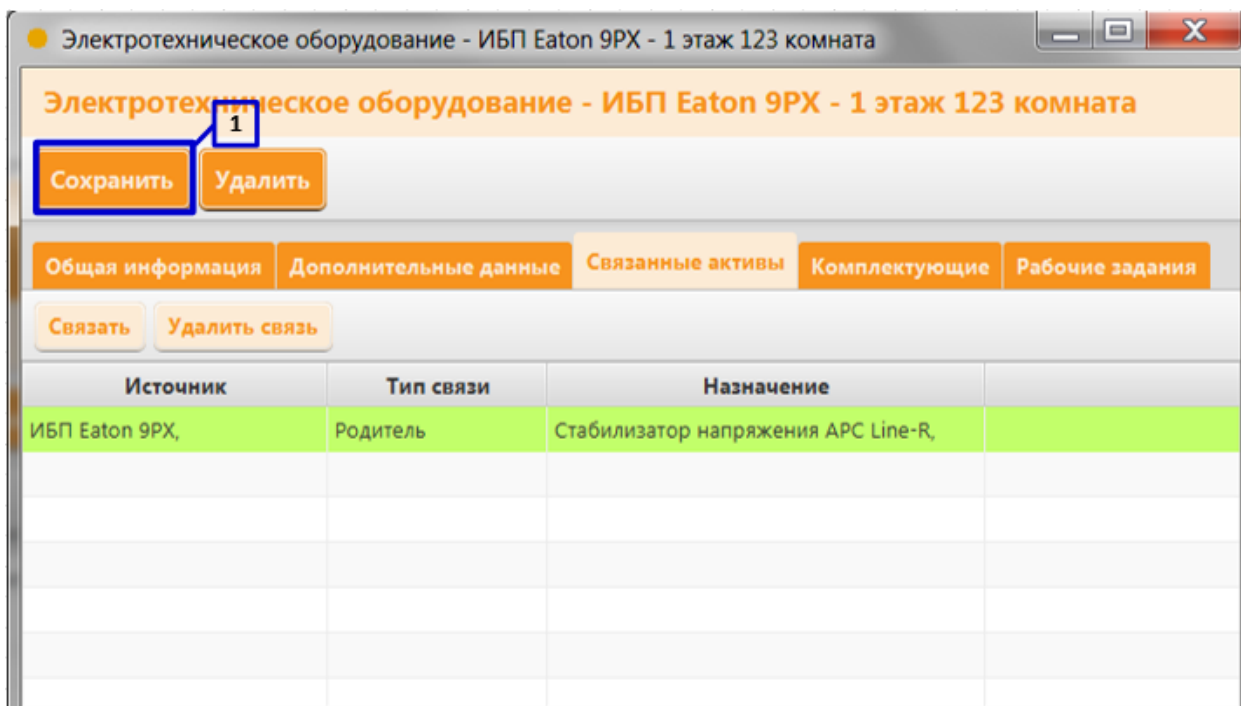 Электротехническое оборудование - ИБП Eaton 9PX - 1 этаж 123 комната
Электротехническое оборудование - ИБП Eaton 9PX - 1 этаж 123 комната
1
Сохранить Удалить
Общая информация Дополнительные данные Связанные активы Комплектующие Рабочие задания
Связать Удалить связь
Источник Тип связи Назначение
ИБП Eaton 9PX, Родитель Стабилизатор напряжения APC Line-R,